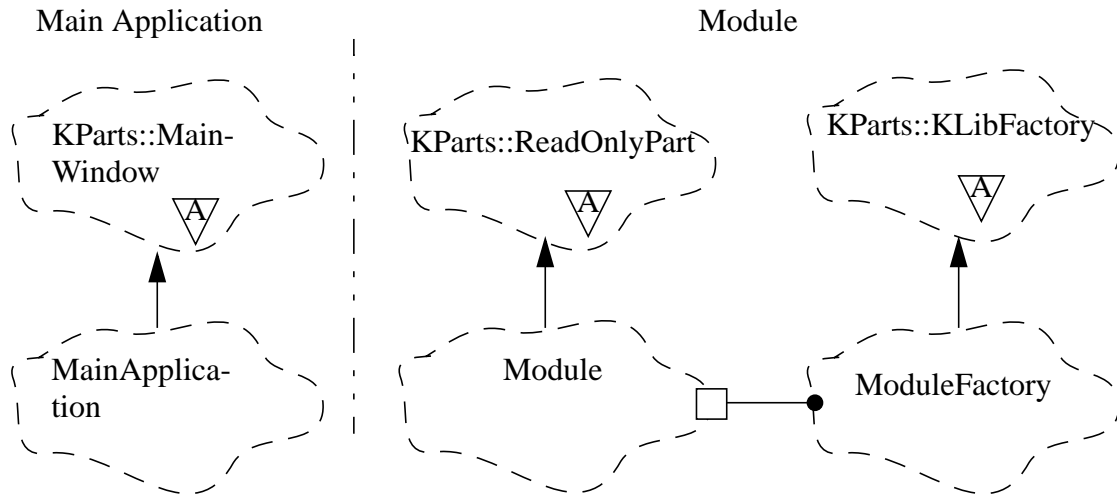 Main Application
Module
KParts::Main-
Window
A
KParts::ReadOnlyPart
A
KParts::KLibFactory
A
MainApplica-
tion
Module
ModuleFactory